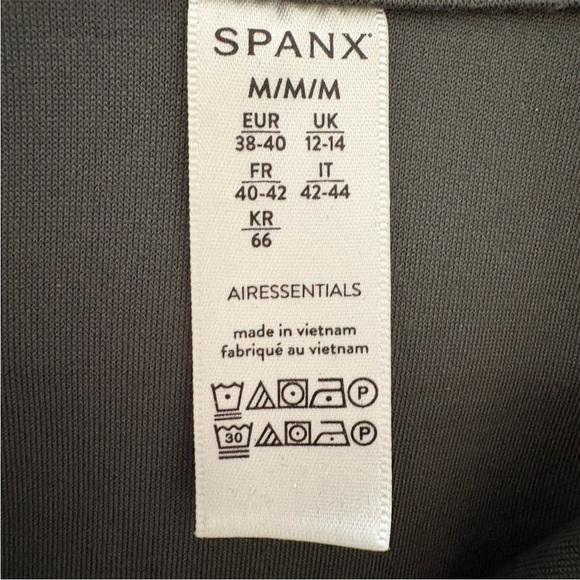 SPANX
M/M/M
EUR UK
38-40 12-14
FR IT
40-42 42-44
KR
66
AIRESSENTIALS
made in vietnam
fabriqué au vietnam
P
30 P